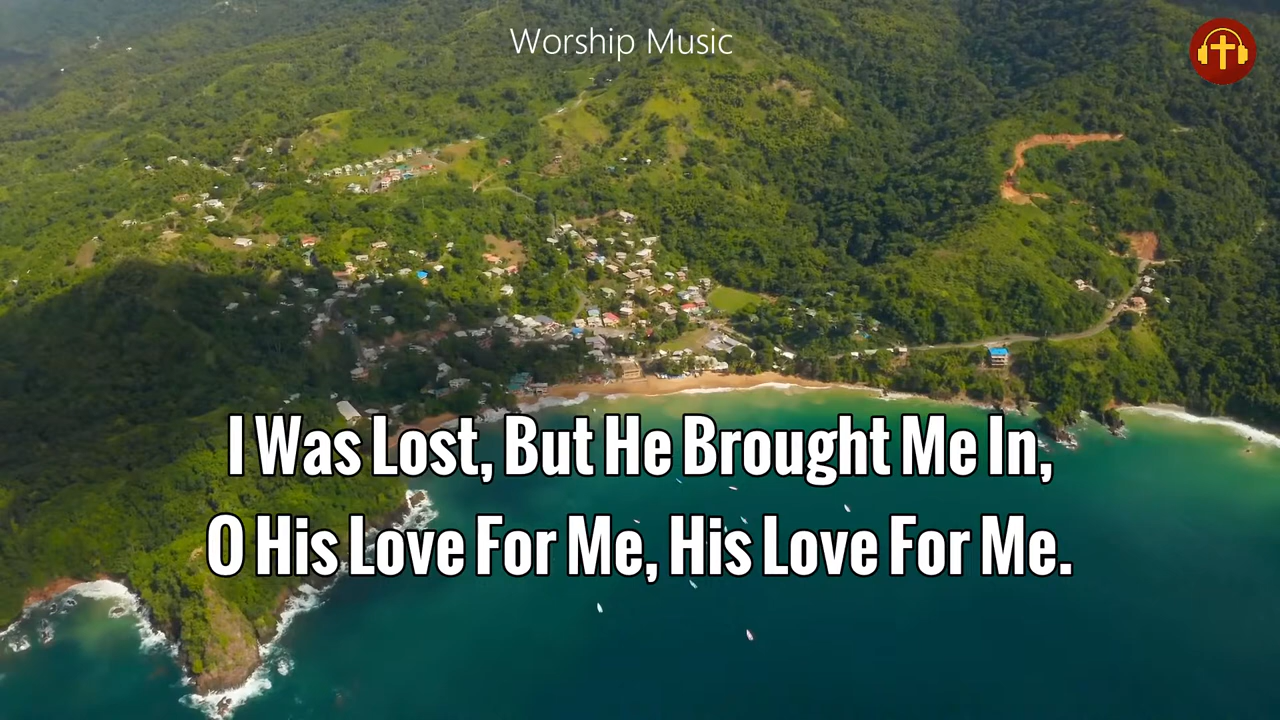 Worship Music
I Was Lost, But He Brought Me In,
O His Love For Me, His Love For Me.